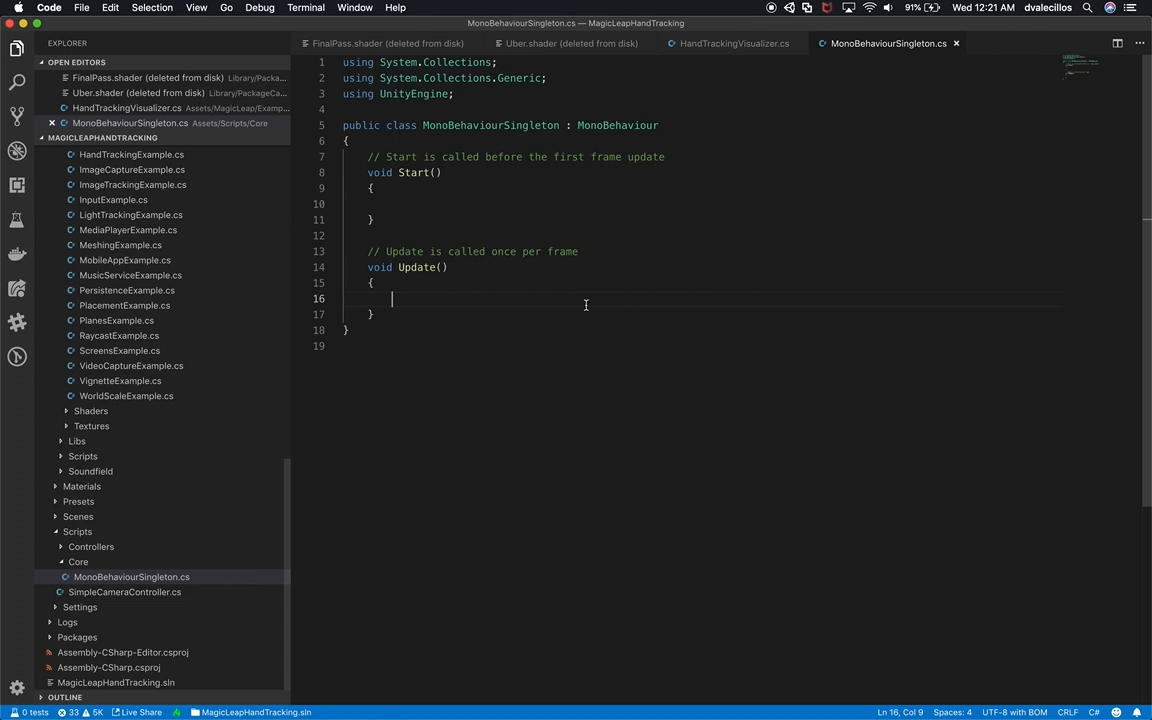 Code File Edit Selection View Go Debug Terminal Window Help 91% Wed 12:21 AM dvalecillos
MonoBehaviourSingleton.cs — MagicLeapHandTracking
EXPLORER
OPEN EDITORS
FinalPass.shader (deleted from disk) Library/Packa...
Uber.shader (deleted from disk) Library/PackageCa...
HandTrackingVisualizer.cs Assets/MagicLeap/Examp...
MonoBehaviourSingleton.cs Assets/Scripts/Core
MAGICLEAPHANDTRACKING
HandTrackingExample.cs
ImageCaptureExample.cs
ImageTrackingExample.cs
InputExample.cs
LightTrackingExample.cs
MediaPlayerExample.cs
MeshingExample.cs
MobileAppExample.cs
MusicServiceExample.cs
PersistenceExample.cs
PlacementExample.cs
PlanesExample.cs
RaycastExample.cs
ScreensExample.cs
VideoCaptureExample.cs
VignetteExample.cs
WorldScaleExample.cs
Shaders
Textures
Libs
Scripts
Soundfield
Materials
Presets
Scenes
Scripts
Controllers
Core
MonoBehaviourSingleton.cs
SimpleCameraController.cs
Settings
Logs
Packages
Assembly-CSharp-Editor.csproj
Assembly-CSharp.csproj
MagicLeapHandTracking.sln
OUTLINE
FinalPass.shader (deleted from disk) Uber.shader (deleted from disk) HandTrackingVisualizer.cs MonoBehaviourSingleton.cs
1 using System.Collections;
2 using System.Collections.Generic;
3 using UnityEngine;
4
5 public class MonoBehaviourSingleton : MonoBehaviour
6 {
7 // Start is called before the first frame update
8 void Start()
9 {
10
11 }
12
13 // Update is called once per frame
14 void Update()
15 {
16
17 }
18 }
19
0 tests 33 5K Live Share MagicLeapHandTracking.sln Ln 16, Col 9 Spaces: 4 UTF-8 with BOM CRLF C#